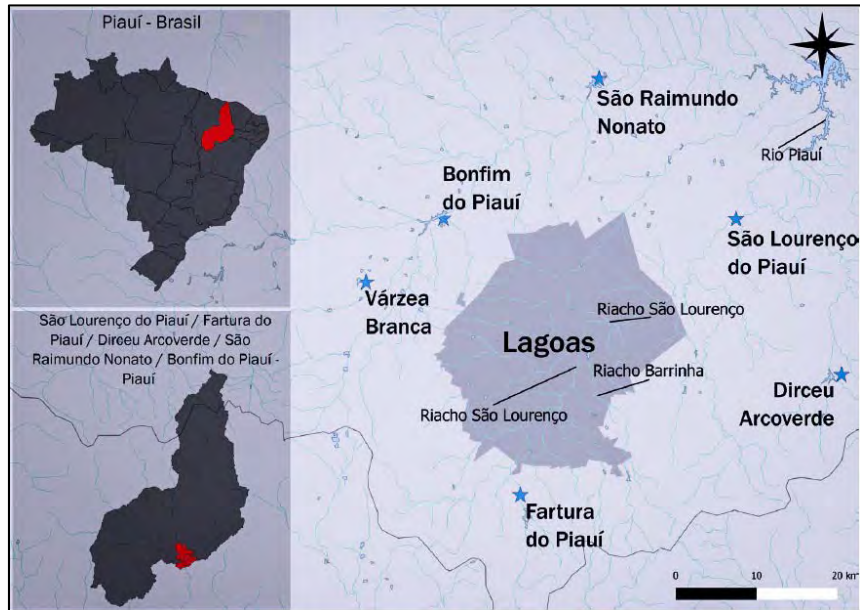 Piauí - Brasil
São Lourenço do Piauí / Fartura do
Piauí / Dirceu Arcoverde / São
Raimundo Nonato / Bonfim do Piauí -
Piauí
São Raimundo
Nonato
Rio Piauí
Bonfim
do Piauí
São Lourenço
do Piauí
Várzea
Branca
Riacho São Lourenço
Lagoas
Riacho Barrinha
Riacho São Lourenço
Dirceu
Arcoverde
Fartura
do Piauí
0 10 20 km